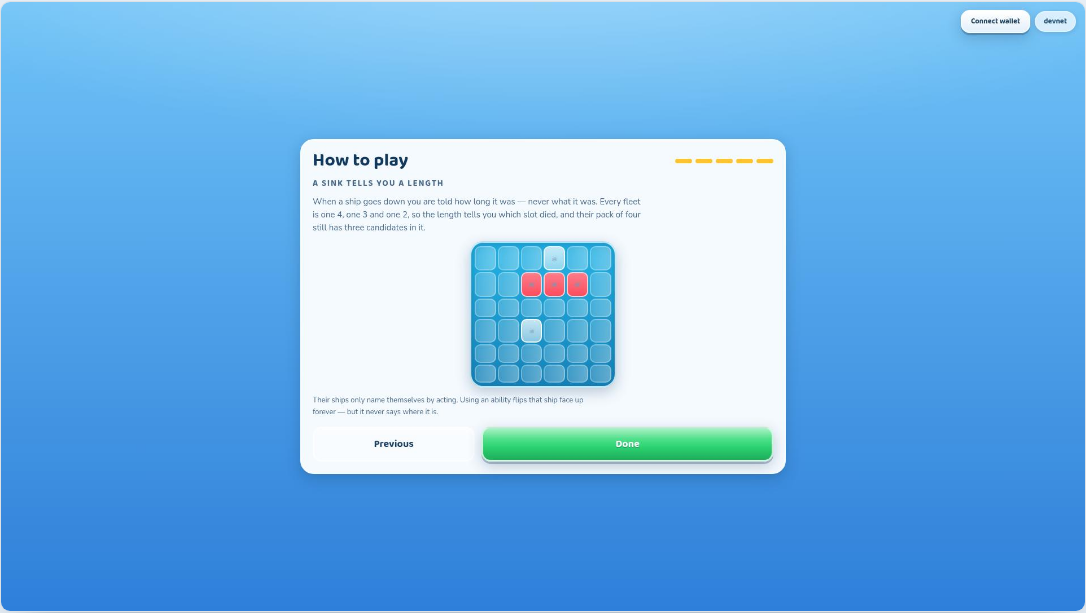 Connect wallet
devnet
How to play
A SINK TELLS YOU A LENGTH
When a ship goes down you are told how long it was — never what it was. Every fleet
is one 4, one 3 and one 2, so the length tells you which slot died, and their pack of four
still has three candidates in it.
Their ships only name themselves by acting. Using an ability flips that ship face up
forever — but it never says where it is.
Previous
Done